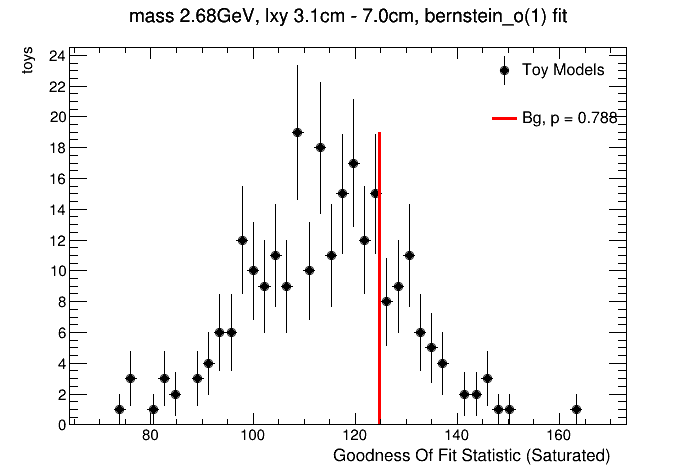 mass 2.68GeV, lxy 3.1cm - 7.0cm, bernstein_o(1) fit
toys
24
22
20
18
16
14
12
10
8
6
4
2
0
Toy Models
Bg, p = 0.788
80 100 120 140 160
Goodness Of Fit Statistic (Saturated)